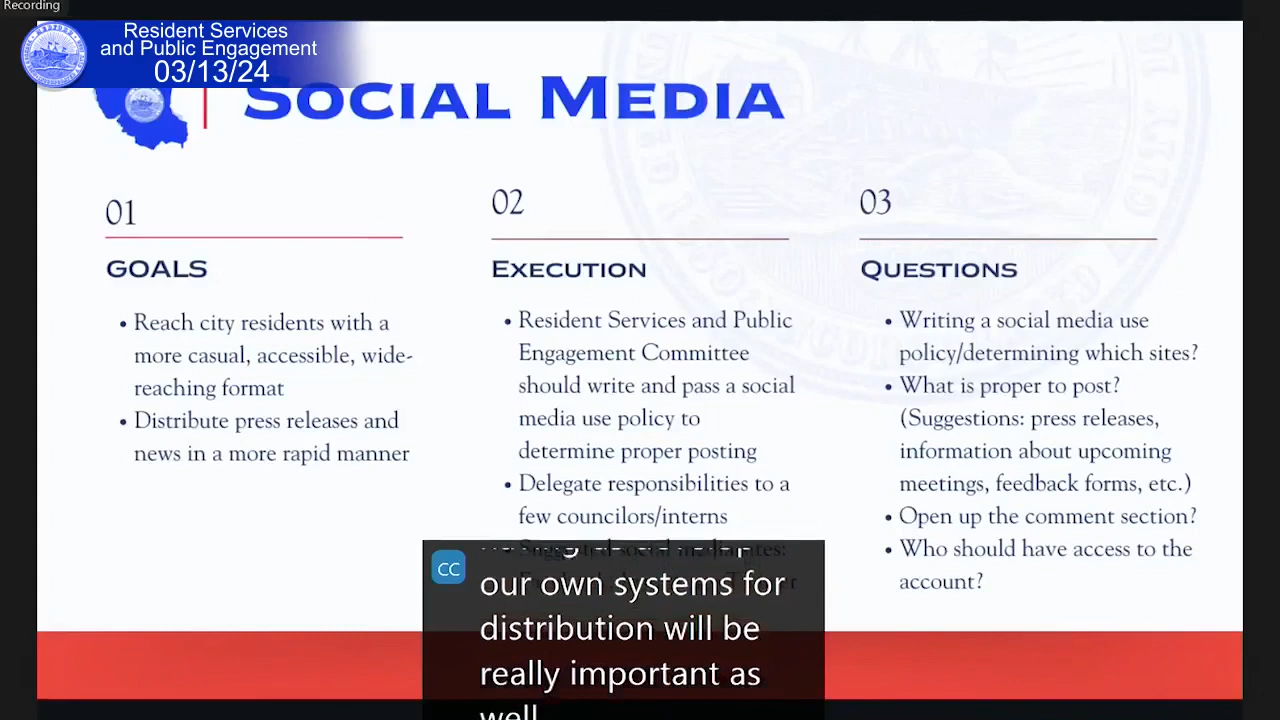 Recording
Resident Services
and Public Engagement
03/13/24
SOCIAL MEDIA
01
GOALS
• Reach city residents with a
more casual, accessible, wide-
reaching format
• Distribute press releases and
news in a more rapid manner
02
EXECUTION
• Resident Services and Public
Engagement Committee
should write and pass a social
media use policy to
determine proper posting
• Delegate responsibilities to a
few councilors/interns
• Suggested social media sites:
03
QUESTIONS
• Writing a social media use
policy/determining which sites?
• What is proper to post?
(Suggestions: press releases,
information about upcoming
meetings, feedback forms, etc.)
• Open up the comment section?
• Who should have access to the
account?
CC
our own systems for
distribution will be
really important as
well